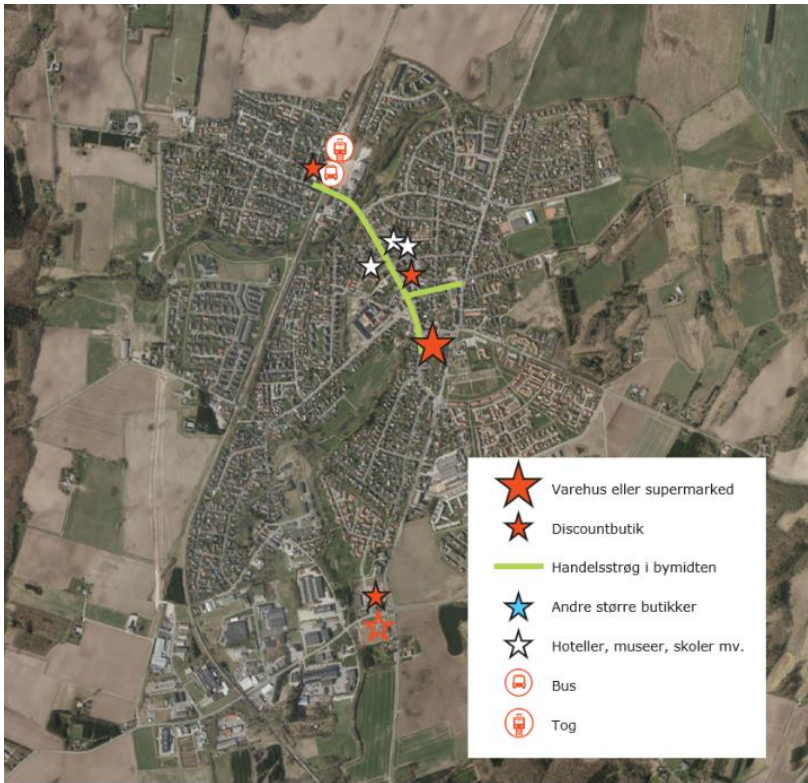 Varehus eller supermarked
Discountbutik
Handelsstrøg i bymidten
Andre større butikker
Hoteller, museer, skoler mv.
Bus
Tog